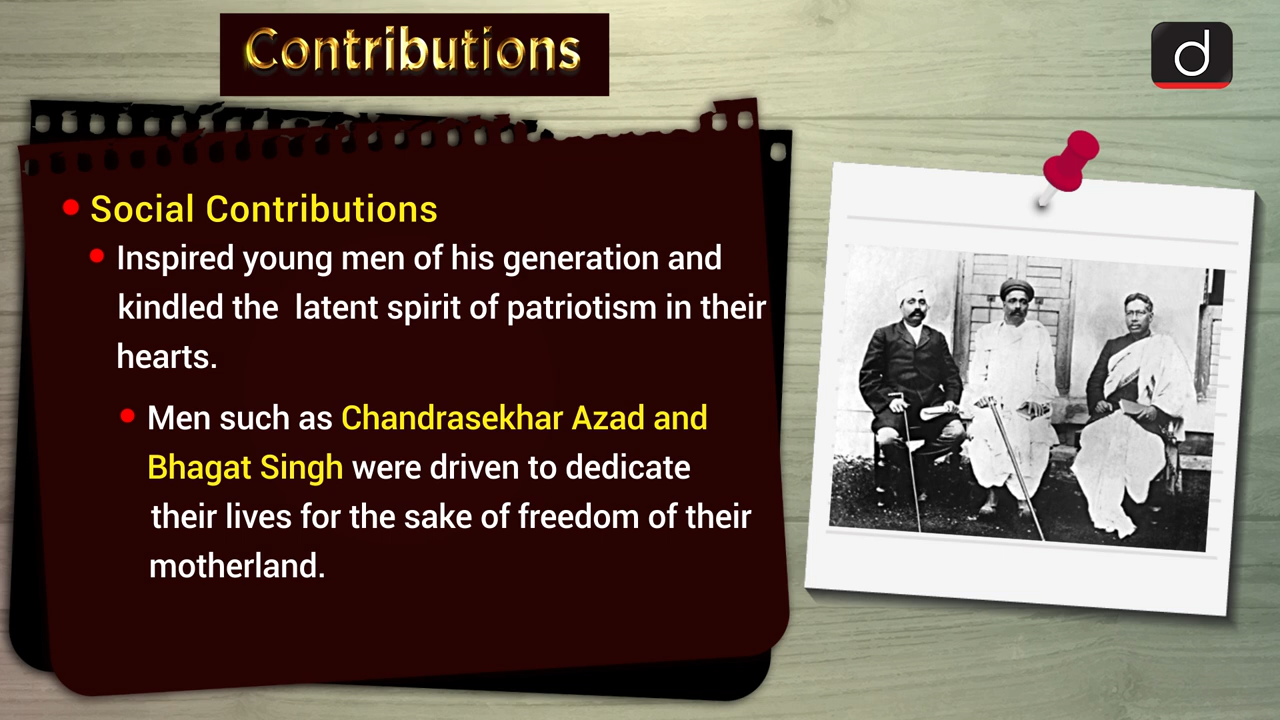 Contributions
d
Social Contributions
Inspired young men of his generation and
kindled the latent spirit of patriotism in their
hearts.
Men such as Chandrasekhar Azad and
Bhagat Singh were driven to dedicate
their lives for the sake of freedom of their
motherland.